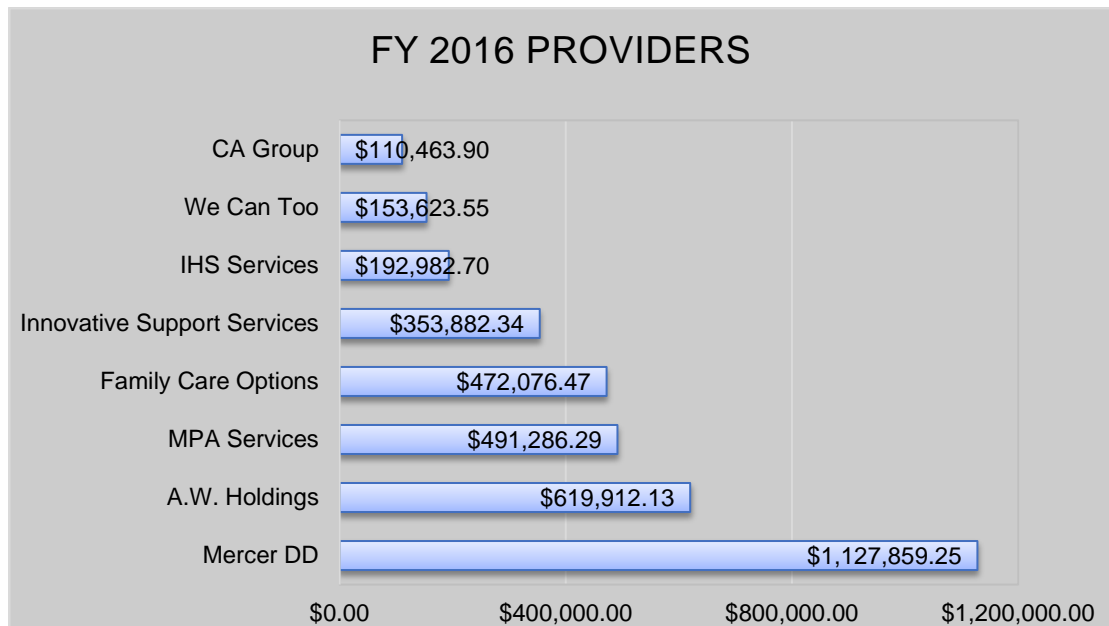 FY 2016 PROVIDERS
CA Group $110,463.90
We Can Too $153,623.55
IHS Services $192,982.70
Innovative Support Services $353,882.34
Family Care Options $472,076.47
MPA Services $491,286.29
A.W. Holdings $619,912.13
Mercer DD $1,127,859.25
$0.00 $400,000.00 $800,000.00 $1,200,000.00